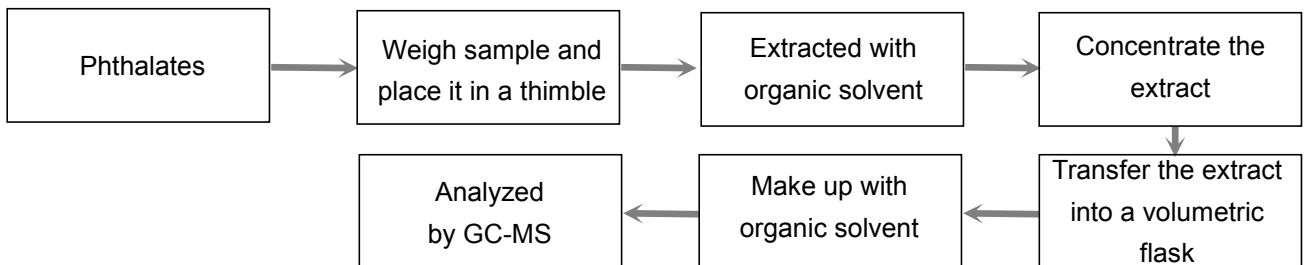 Phthalates
Weigh sample and
place it in a thimble
Extracted with
organic solvent
Concentrate the
extract
Transfer the extract
into a volumetric
flask
Make up with
organic solvent
Analyzed
by GC-MS